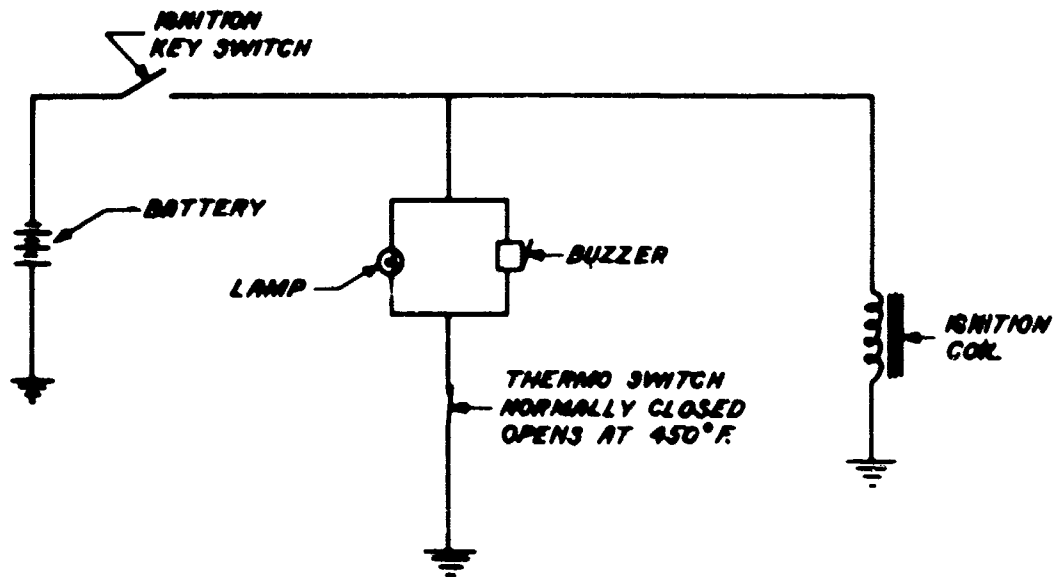 IGNITION
KEY SWITCH
BATTERY
LAMP
BUZZER
IGNITION
COIL
THERMO SWITCH
NORMALLY CLOSED
OPENS AT 450°F.